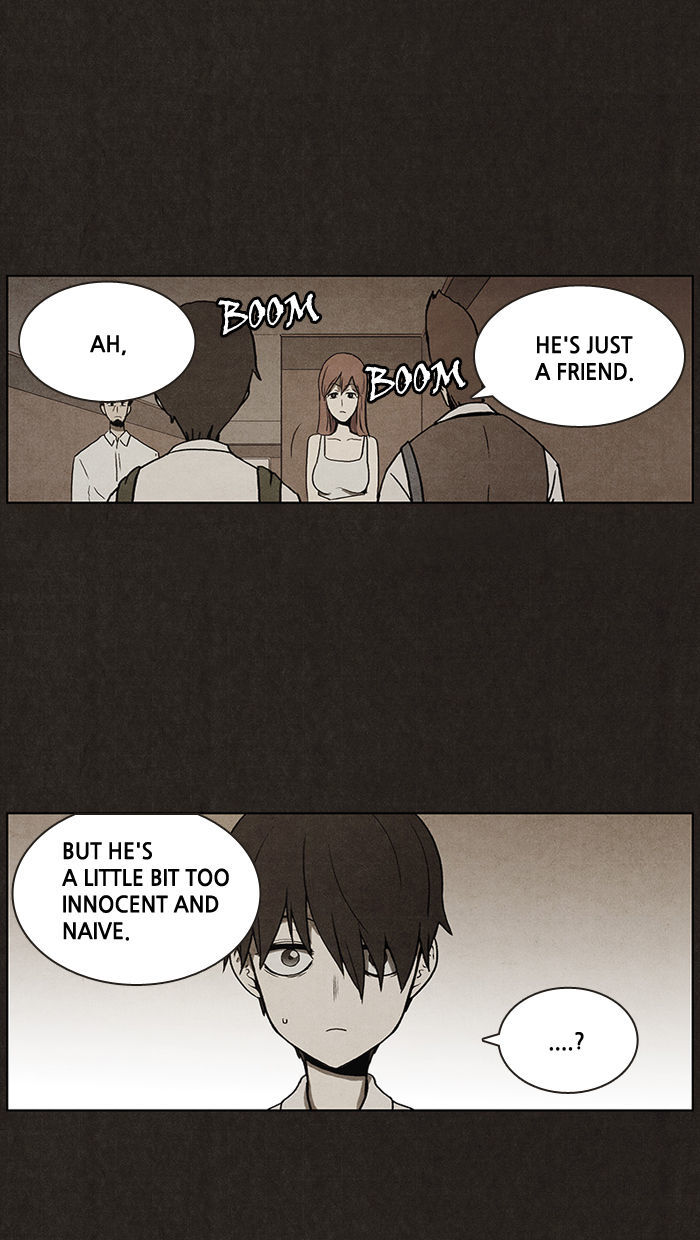 AH,
BOOM
BOOM
HE'S JUST
A FRIEND.
BUT HE'S
A LITTLE BIT TOO
INNOCENT AND
NAIVE.
....?